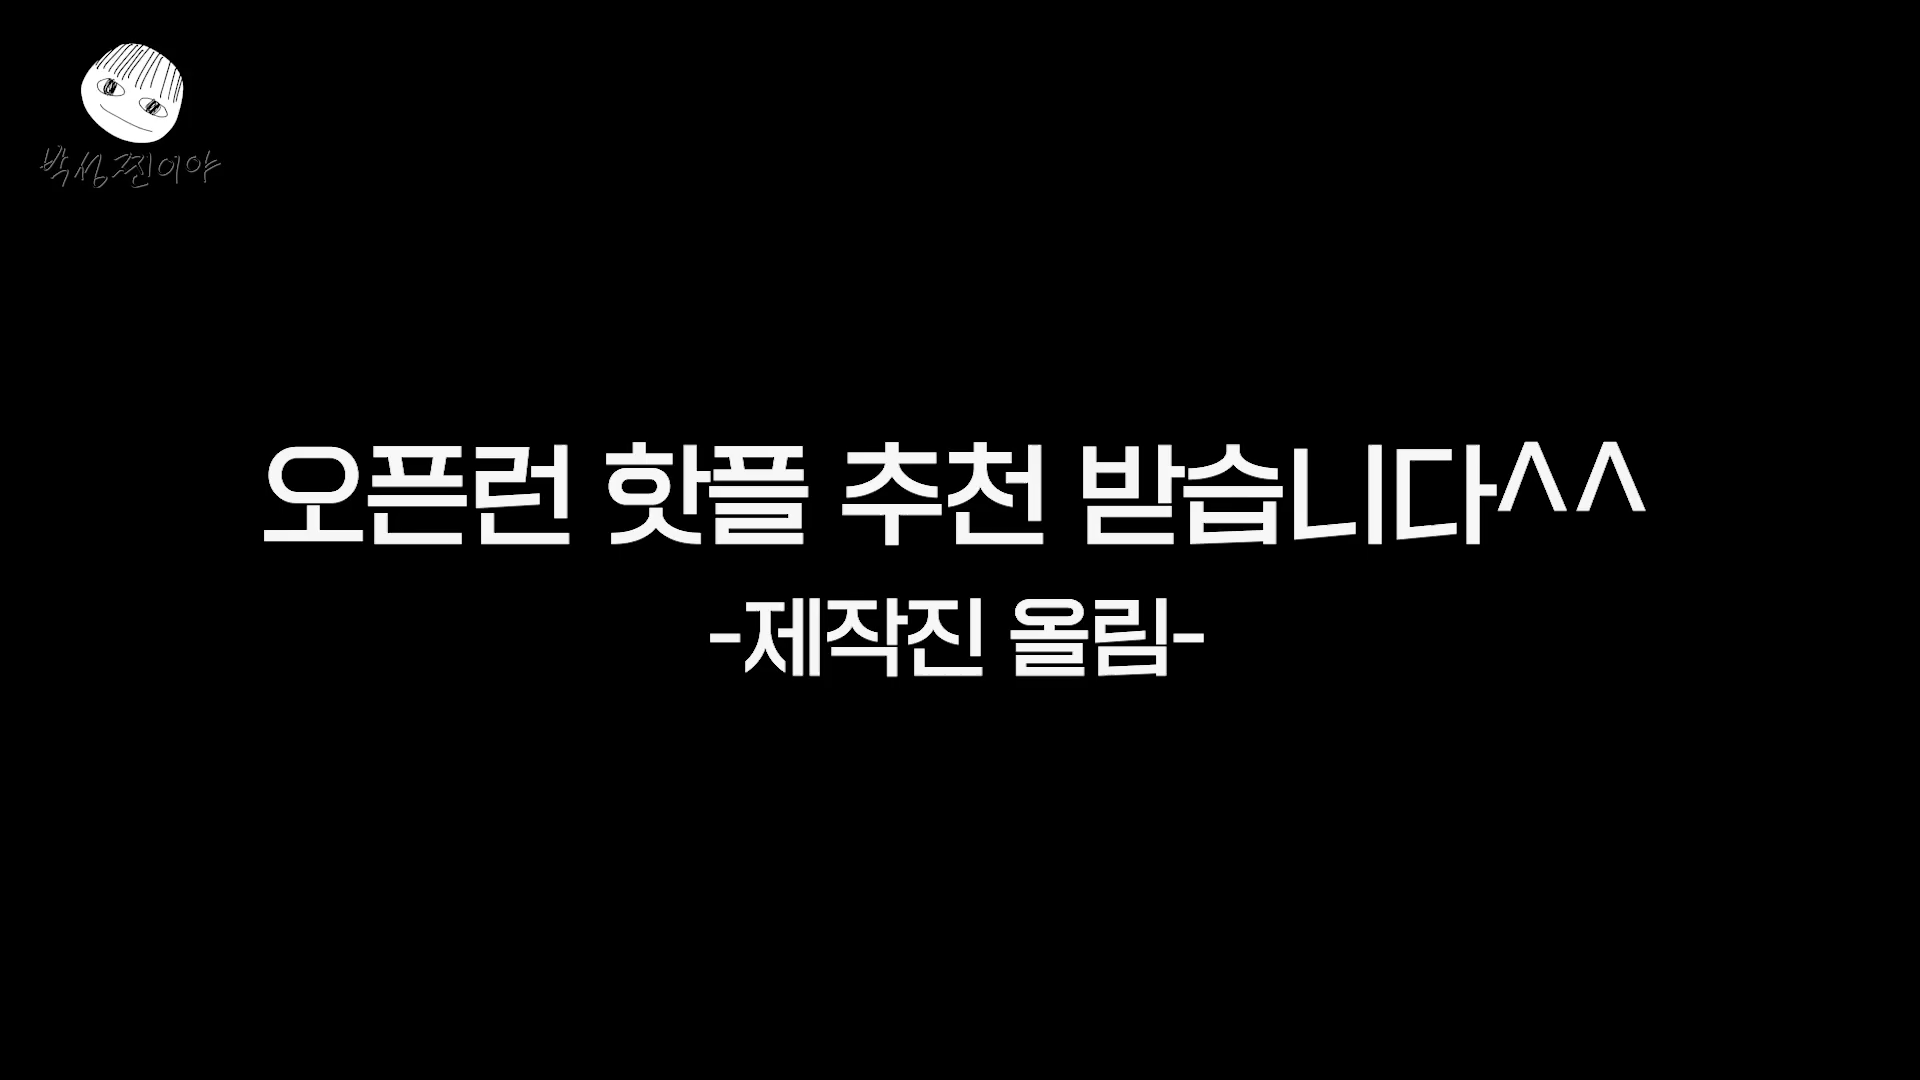 박성찐이야
오픈런 핫플 추천 받습니다^^
-제작진 올림-